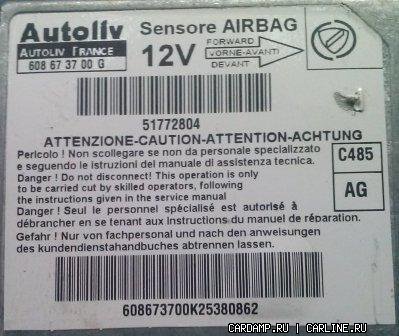 Autoliv
Sensore AIRBAG
AUTOLIV FRANCE
608 67 37 00 G
12V
FORWARD
VORNE-AVANTI
DEVANT
51772804
ATTENZIONE-CAUTION-ATTENTION-ACHTUNG
Pericolo ! Non scollegare se non da personale specializzato
e seguendo le istruzioni del manuale di assistenza tecnica.
Danger ! Do not disconnect! This operation is only
to be carried cut by skilled operators, following
the instructions given in the service manual
Danger ! Seul le personnel spécialisé est autorisé à
débrancher en se tenant aux Instructions du manuel de réparation.
Gefahr ! Nur von fachpersonal and nach den anweisungen
des kundendienstahandbuches abtrennen lassen.
C485
AG
608673700K25380862
CARDAMP.RU / CARLINE.RU